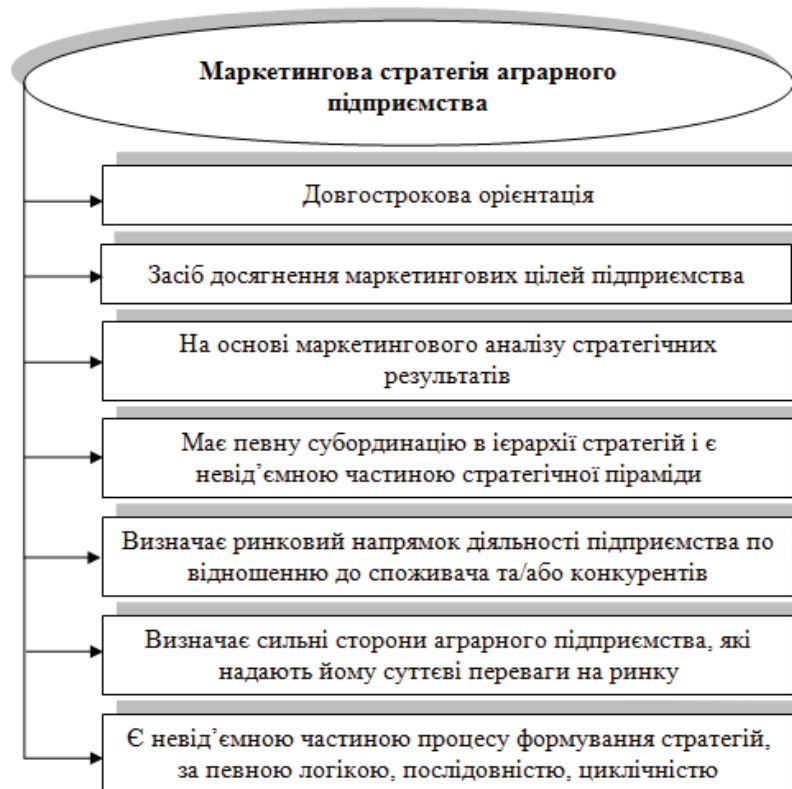 Маркетингова стратегія аграрного
підприємства
Довгострокова орієнтація
Засіб досягнення маркетингових цілей підприємства
На основі маркетингового аналізу стратегічних
результатів
Має певну субординацію в ієрархії стратегій і є
невід’ємною частиною стратегічної піраміди
Визначає ринковий напрямок діяльності підприємства по
відношенню до споживача та/або конкурентів
Визначає сильні сторони аграрного підприємства, які
надають йому суттєві переваги на ринку
Є невід’ємною частиною процесу формування стратегій,
за певною логікою, послідовністю, циклічністю